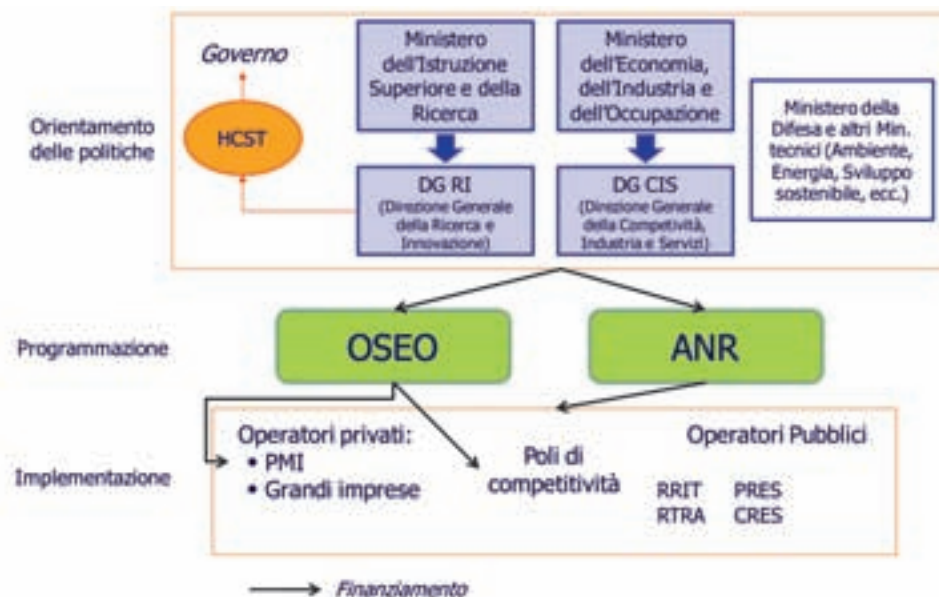 Governo
HCST
Orientamento
delle politiche
Ministero
dell'Istruzione
Superiore e della
Ricerca
DG RI
(Direzione Generale
della Ricerca e
Innovazione)
Ministero
dell'Economia,
dell'Industria e
dell'Occupazione
DG CIS
(Direzione Generale
della Competività,
Industria e Servizi)
Ministero della
Difesa e altri Min.
tecnici (Ambiente,
Energia, Sviluppo
sostenibile, ecc.)
Programmazione
OSEO
ANR
Implementazione
Operatori privati:
• PMI
• Grandi imprese
Poli di
competitività
Operatori Pubblici
RRIT PRES
RTRA CRES
Finanziamento